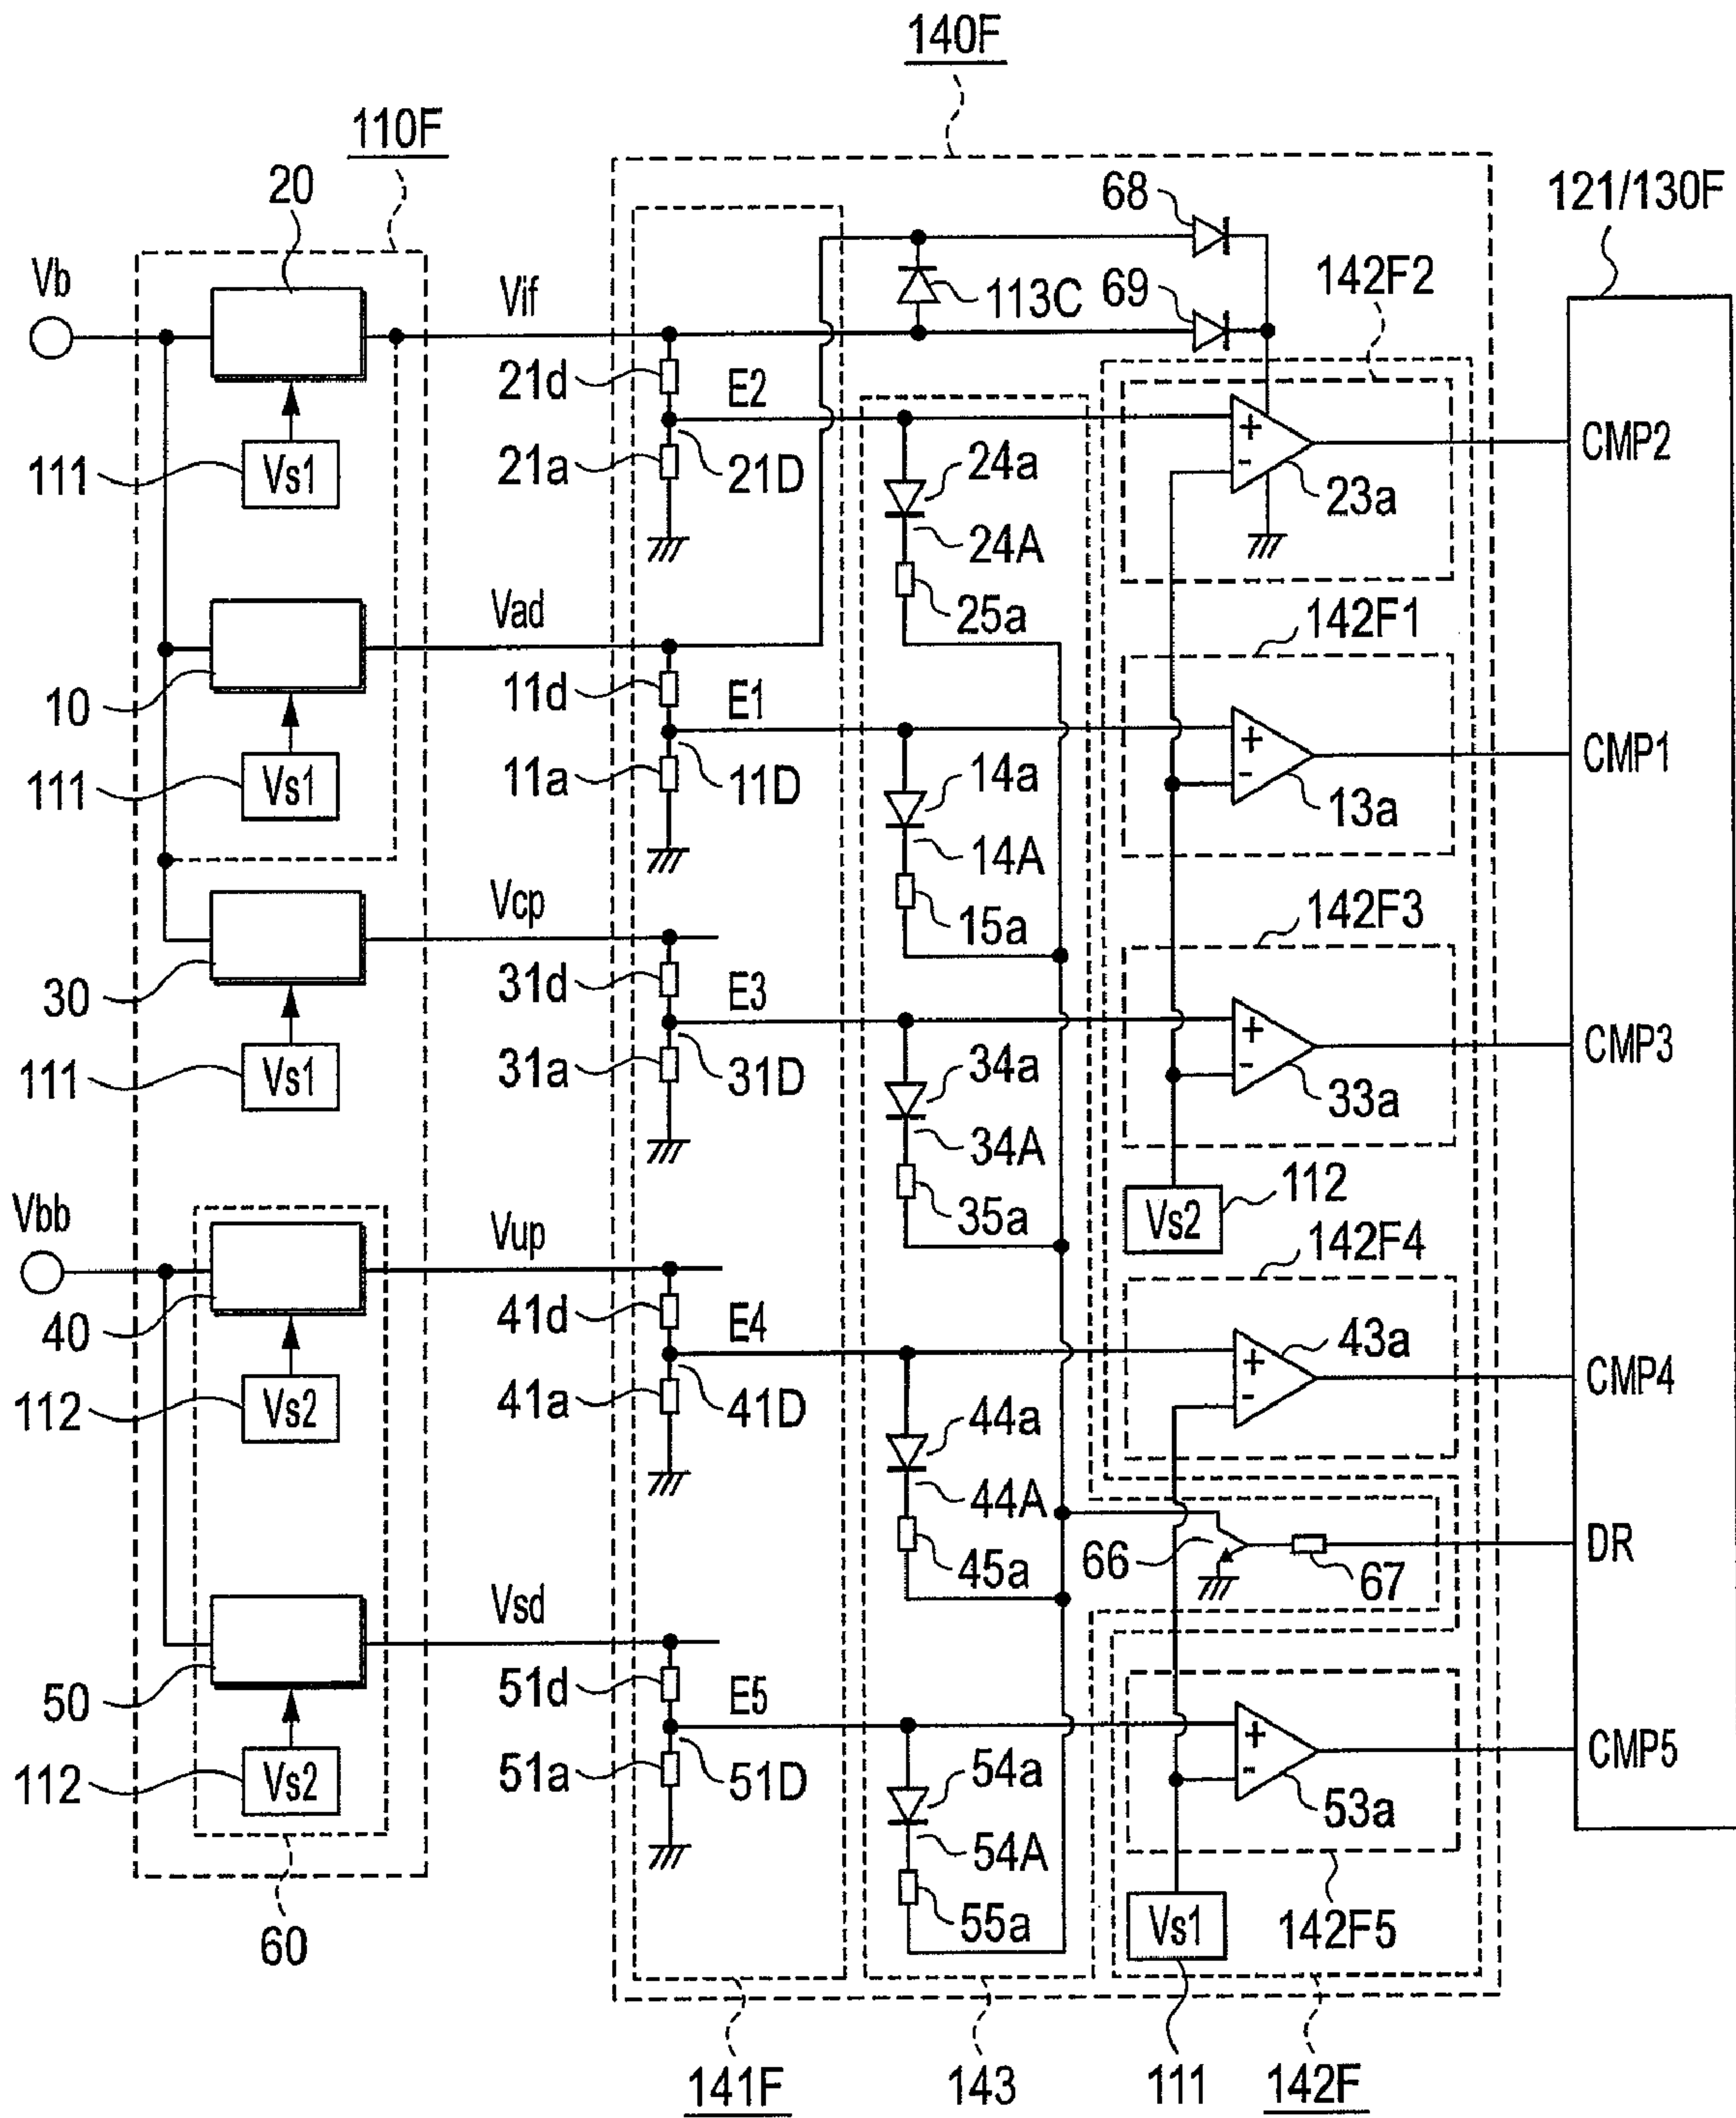 140F
110F
20
68
121/130F
Vb
Vif
113C
69
142F2
21d
E2
CMP2
111
Vs1
21a
21D
24a
24A
23a
25a
142F1
Vad
10
11d
E1
CMP1
111
Vs1
11a
11D
14a
13a
14A
15a
142F3
Vcp
30
31d
E3
CMP3
111
Vs1
31a
31D
34a
33a
34A
35a
Vs2
112
Vbb
Vup
142F4
40
41d
E4
43a
CMP4
112
Vs2
41a
41D
44a
44A
45a
66
67
DR
Vsd
50
51d
E5
CMP5
112
Vs2
51a
51D
54a
53a
54A
55a
Vs1
142F5
60
141F
143
111
142F
+
-
+
-
+
-
+
-
+
-